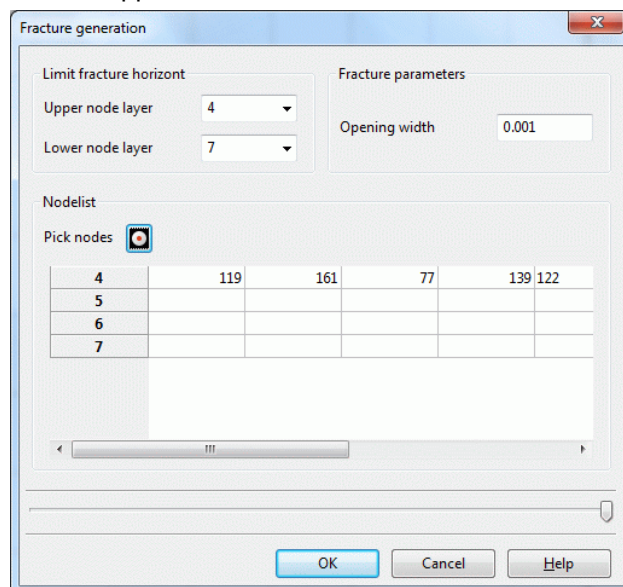 Fracture generation
Limit fracture horizont
Upper node layer 4
Lower node layer 7
Fracture parameters
Opening width 0.001
Nodelist
Pick nodes
4 119 161 77 139 122
5
6
7
OK Cancel Help